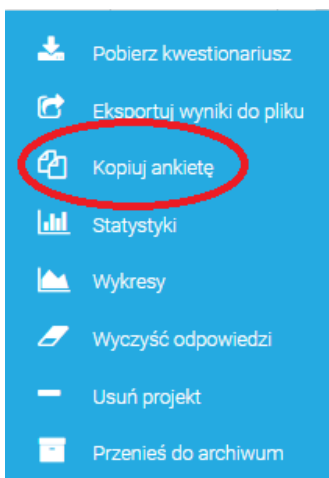 Pobierz kwestionariusz
Eksportuj wyniki do pliku
Kopiuj ankietę
Statystyki
Wykresy
Wyczyść odpowiedzi
Usuń projekt
Przenieś do archiwum